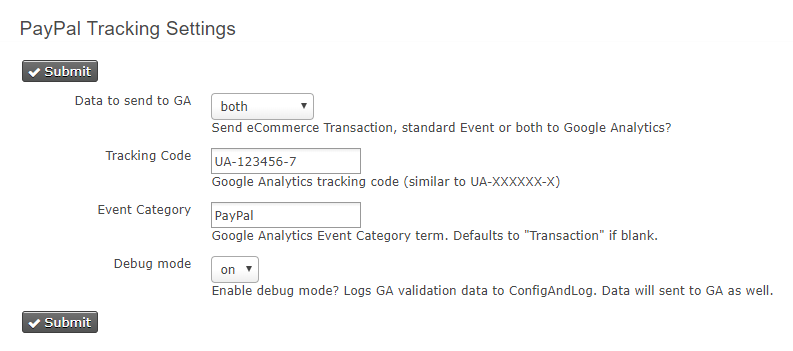 PayPal Tracking Settings
Submit
Data to send to GA both
Send eCommerce Transaction, standard Event or both to Google Analytics?
Tracking Code UA-123456-7
Google Analytics tracking code (similar to UA-XXXXXX-X)
Event Category PayPal
Google Analytics Event Category term. Defaults to "Transaction" if blank.
Debug mode on
Enable debug mode? Logs GA validation data to ConfigAndLog. Data will sent to GA as well.
Submit